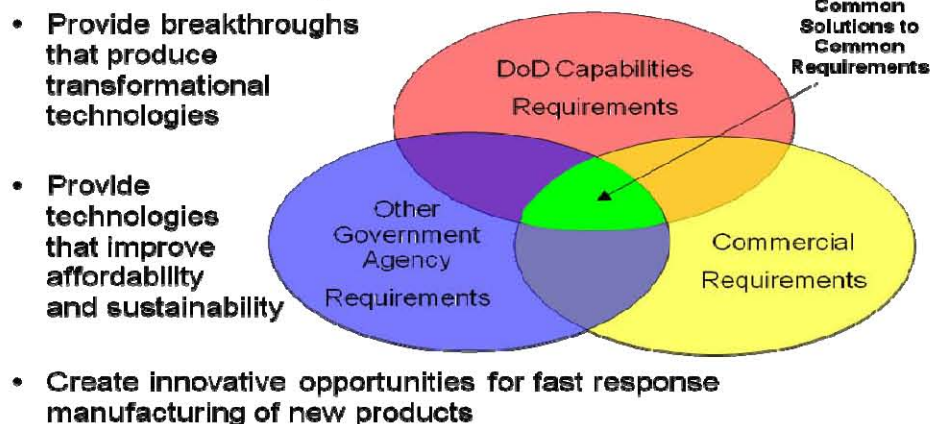 • Provide breakthroughs
that produce
transformational
technologies
• Provide
technologies
that improve
affordability
and sustainability
• Create innovative opportunities for fast response
manufacturing of new products
Common
Solutions to
Common
Requirements
DoD Capabilities
Requirements
Other
Government
Agency
Requirements
Commercial
Requirements